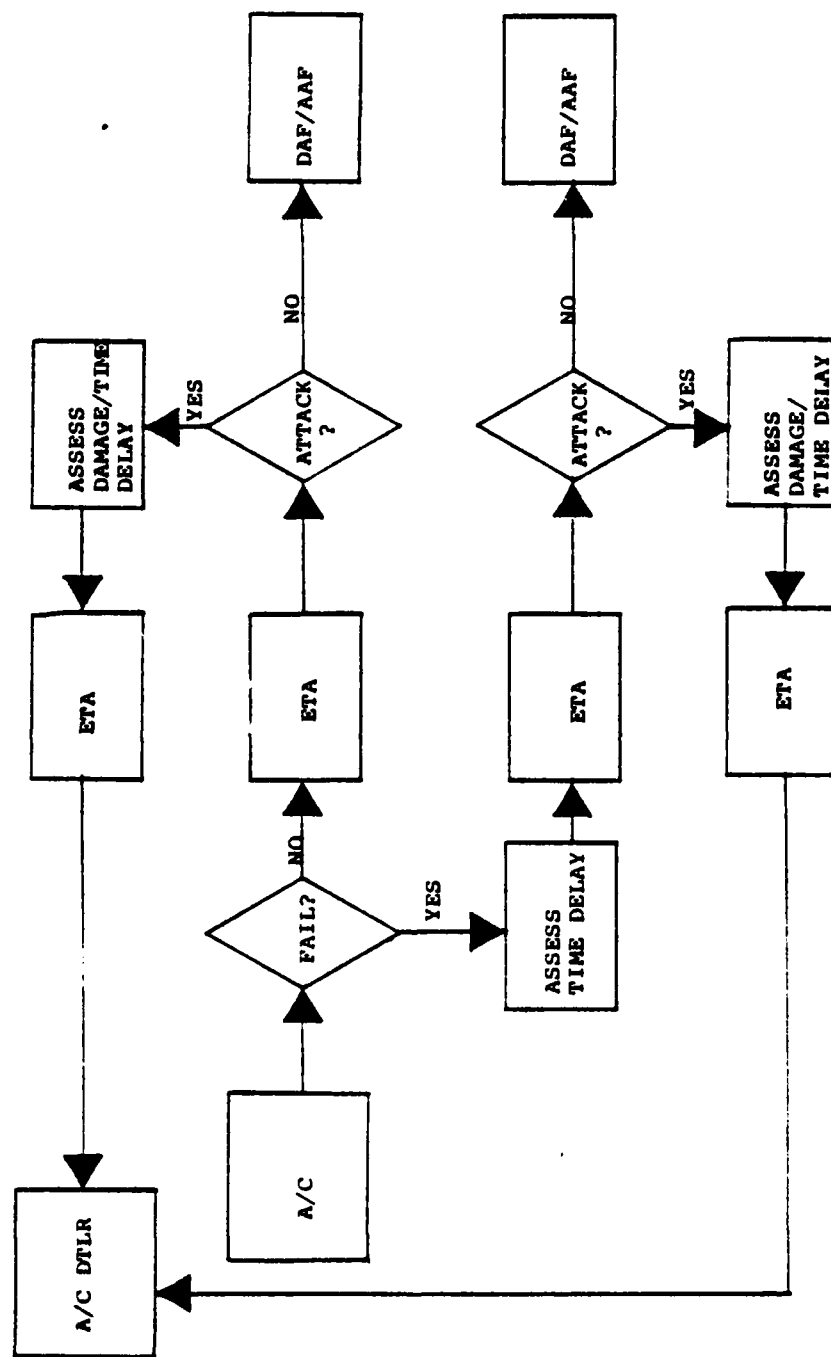 A/C DTLR
ETA
ASSESS
DAMAGE/TIME
DELAY
YES
A/C
FAIL?
NO
ETA
ATTACK
?
NO
DAF/AAF
YES
ASSESS
TIME DELAY
ETA
ATTACK
?
NO
DAF/AAF
YES
ETA
ASSESS
DAMAGE/
TIME DELAY